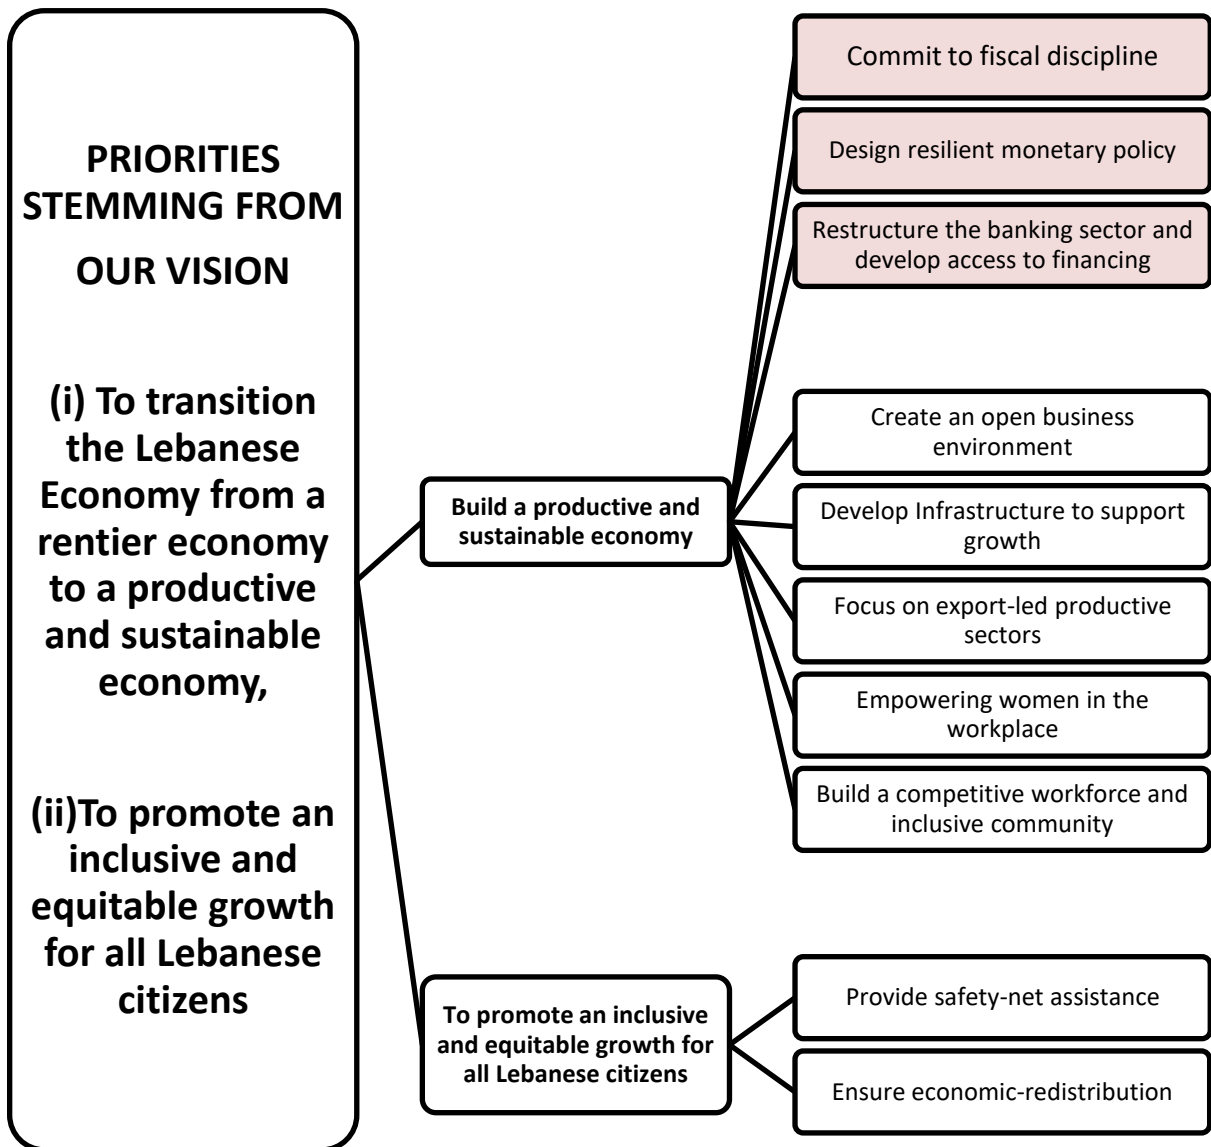 PRIORITIES
STEMMING FROM
OUR VISION
(i) To transition
the Lebanese
Economy from a
rentier economy
to a productive
and sustainable
economy,
(ii)To promote an
inclusive and
equitable growth
for all Lebanese
citizens
Build a productive and
sustainable economy
Commit to fiscal discipline
Design resilient monetary policy
Restructure the banking sector and
develop access to financing
Create an open business
environment
Develop Infrastructure to support
growth
Focus on export-led productive
sectors
Empowering women in the
workplace
Build a competitive workforce and
inclusive community
To promote an inclusive
and equitable growth for
all Lebanese citizens
Provide safety-net assistance
Ensure economic-redistribution